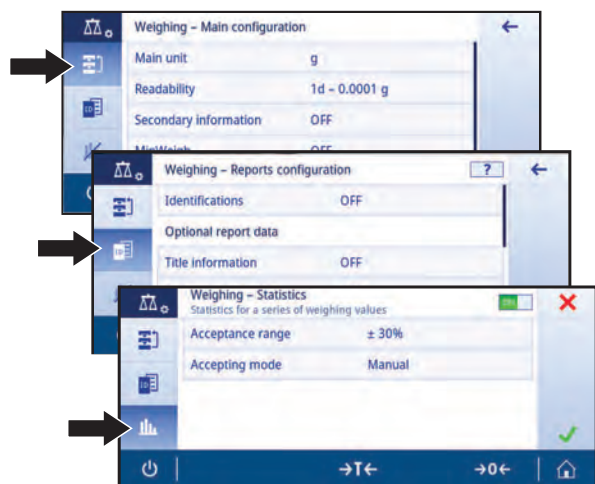 Weighing – Main configuration
Main unit g
Readability 1d – 0.0001 g
Secondary information OFF
MinWeigh OFF
Weighing – Reports configuration ?
Identifications OFF
Optional report data
Title information OFF
Weighing – Statistics
Statistics for a series of weighing values
Acceptance range ± 30%
Accepting mode Manual
→T← →0←